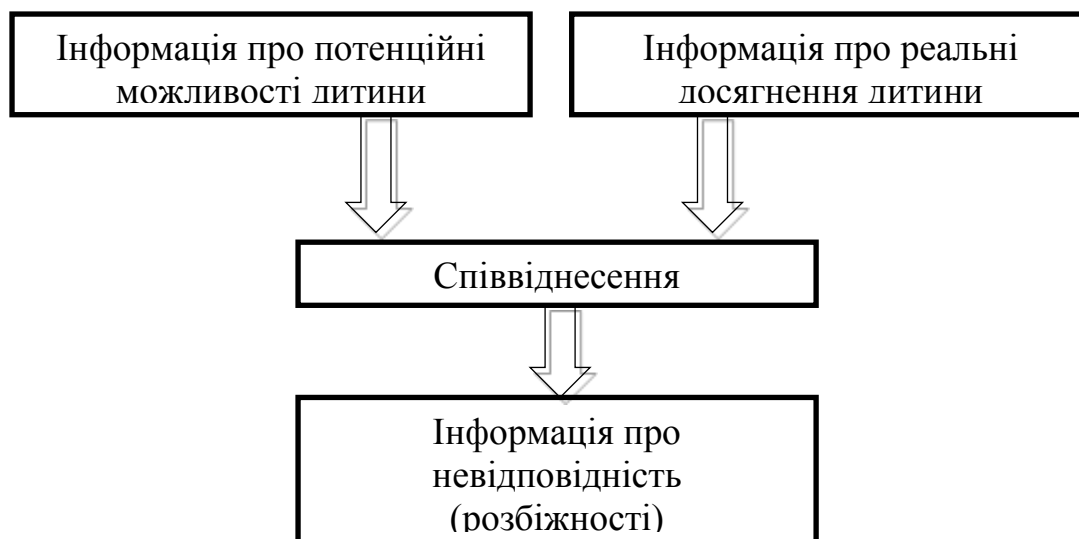 Інформація про потенційні
можливості дитини
Інформація про реальні
досягнення дитини
Співвіднесення
Інформація про
невідповідність
(розбіжності)